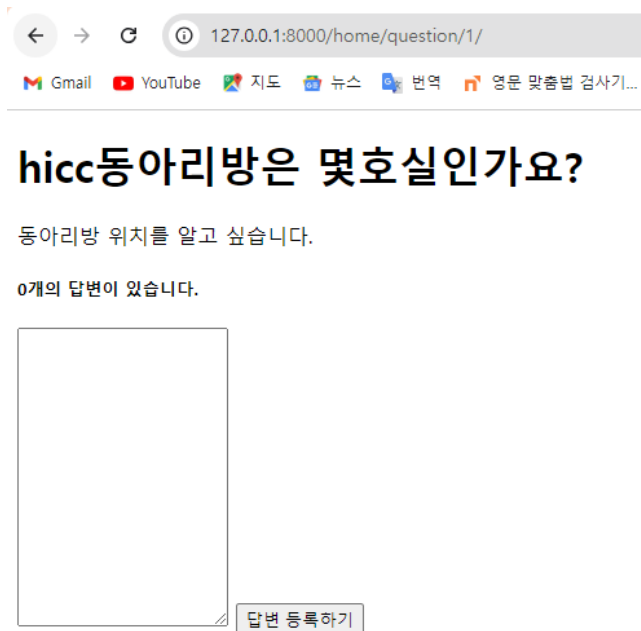 127.0.0.1:8000/home/question/1/
Gmail YouTube 지도 뉴스 번역 영문 맞춤법 검사기...
hicc동아리방은 몇호실인가요?
동아리방 위치를 알고 싶습니다.
0개의 답변이 있습니다.
답변 등록하기